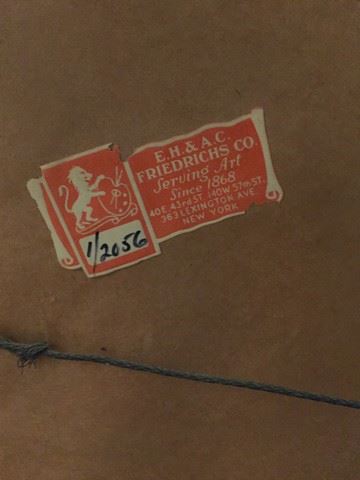 E.H. & A.C.
FRIEDRICHS CO.
Serving Art
Since 1868
40 E. 43rd ST. 140 W. 57th ST.
363 LEXINGTON AVE.
NEW YORK
1/2056